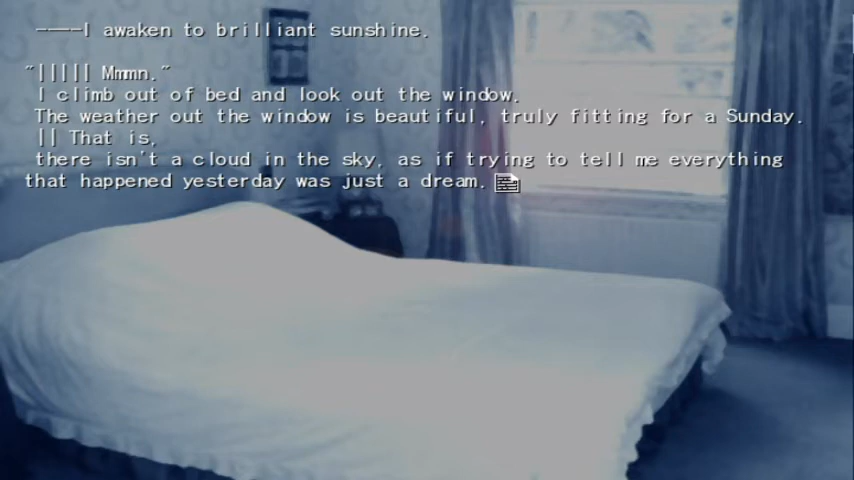 ―――I awaken to brilliant sunshine.
"||||| Mmmn."
I climb out of bed and look out the window.
The weather out the window is beautiful, truly fitting for a Sunday.
|| That is,
there isn't a cloud in the sky, as if trying to tell me everything
that happened yesterday was just a dream.